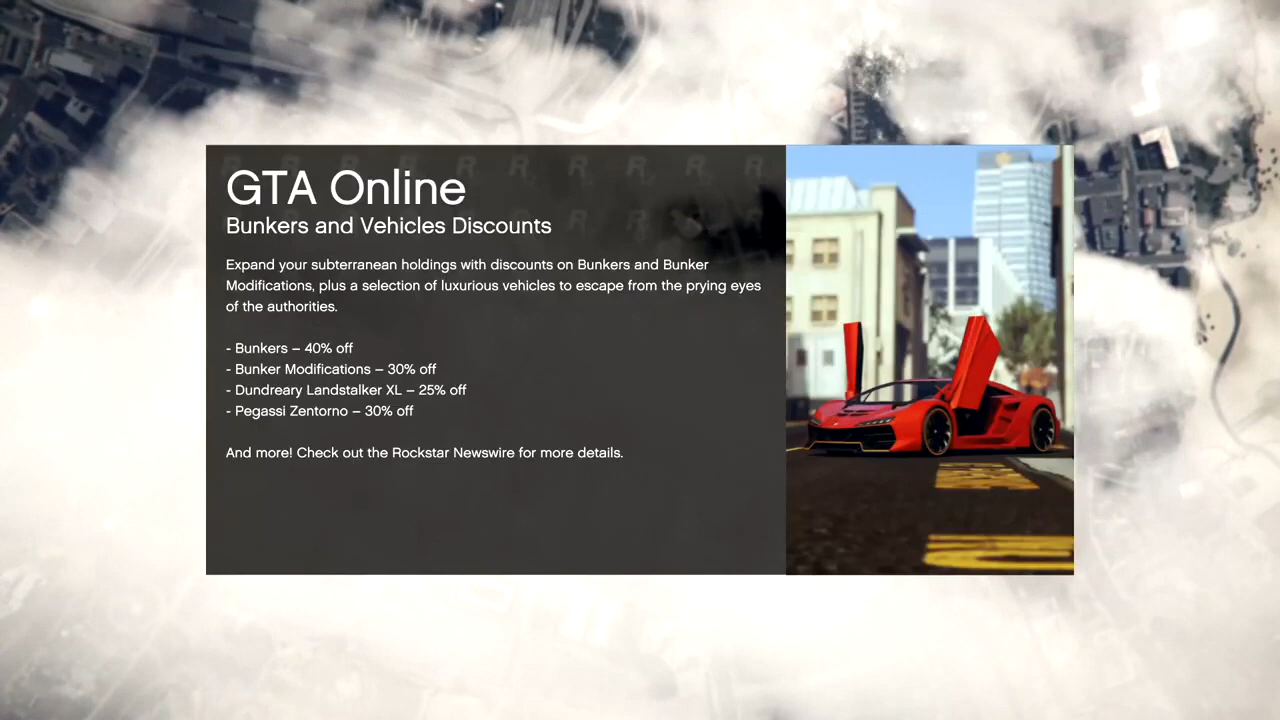 GTA Online
Bunkers and Vehicles Discounts
Expand your subterranean holdings with discounts on Bunkers and Bunker
Modifications, plus a selection of luxurious vehicles to escape from the prying eyes
of the authorities.
- Bunkers – 40% off
- Bunker Modifications – 30% off
- Dundreary Landstalker XL – 25% off
- Pegassi Zentorno – 30% off
And more! Check out the Rockstar Newswire for more details.